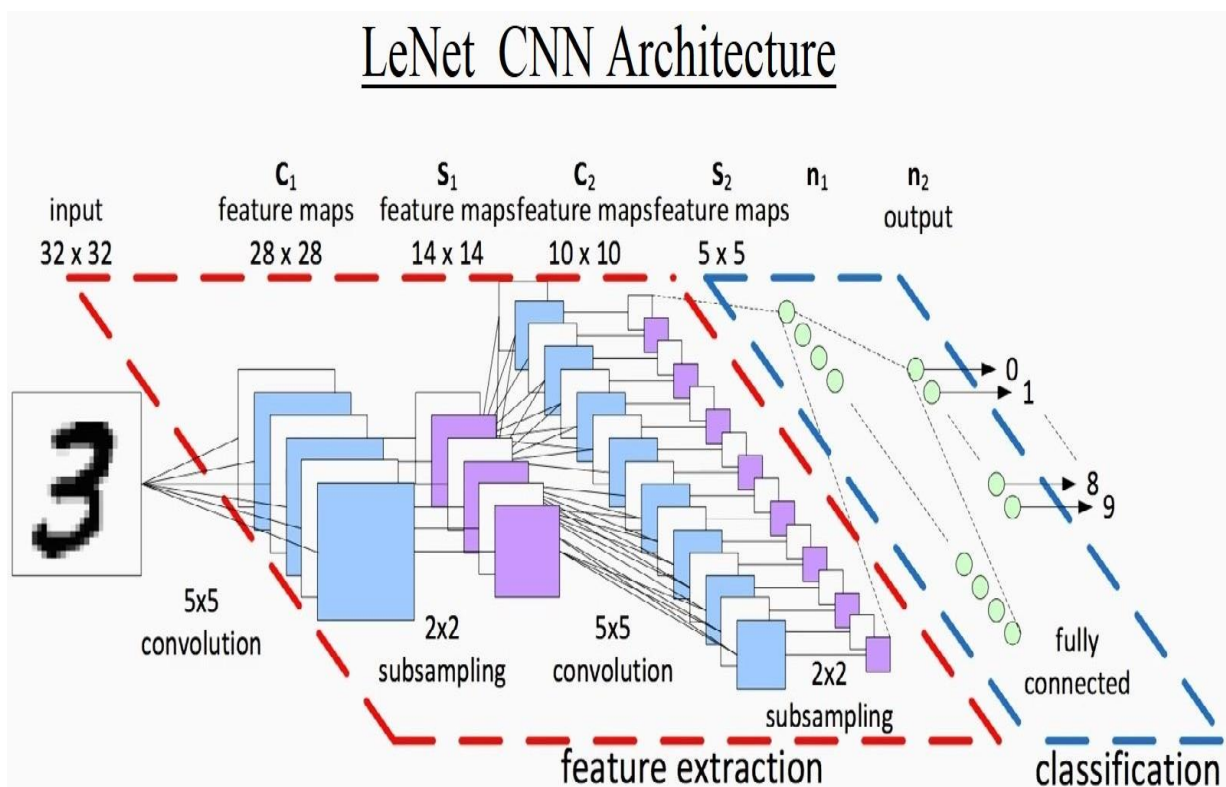 LeNet CNN Architecture
C₁ S₁ C₂ S₂ n₁ n₂
input feature maps feature maps feature maps feature maps output
32 x 32 28 x 28 14 x 14 10 x 10 5 x 5
0
1
8
9
3
5x5
convolution
2x2
subsampling
5x5
convolution
2x2
subsampling
fully
connected
feature extraction
classification